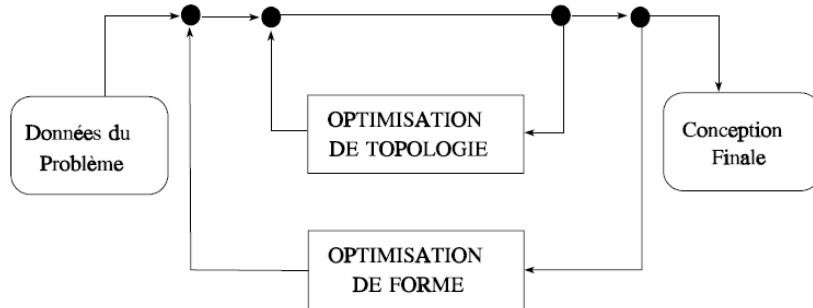 Données du
Problème
OPTIMISATION
DE TOPOLOGIE
Conception
Finale
OPTIMISATION
DE FORME